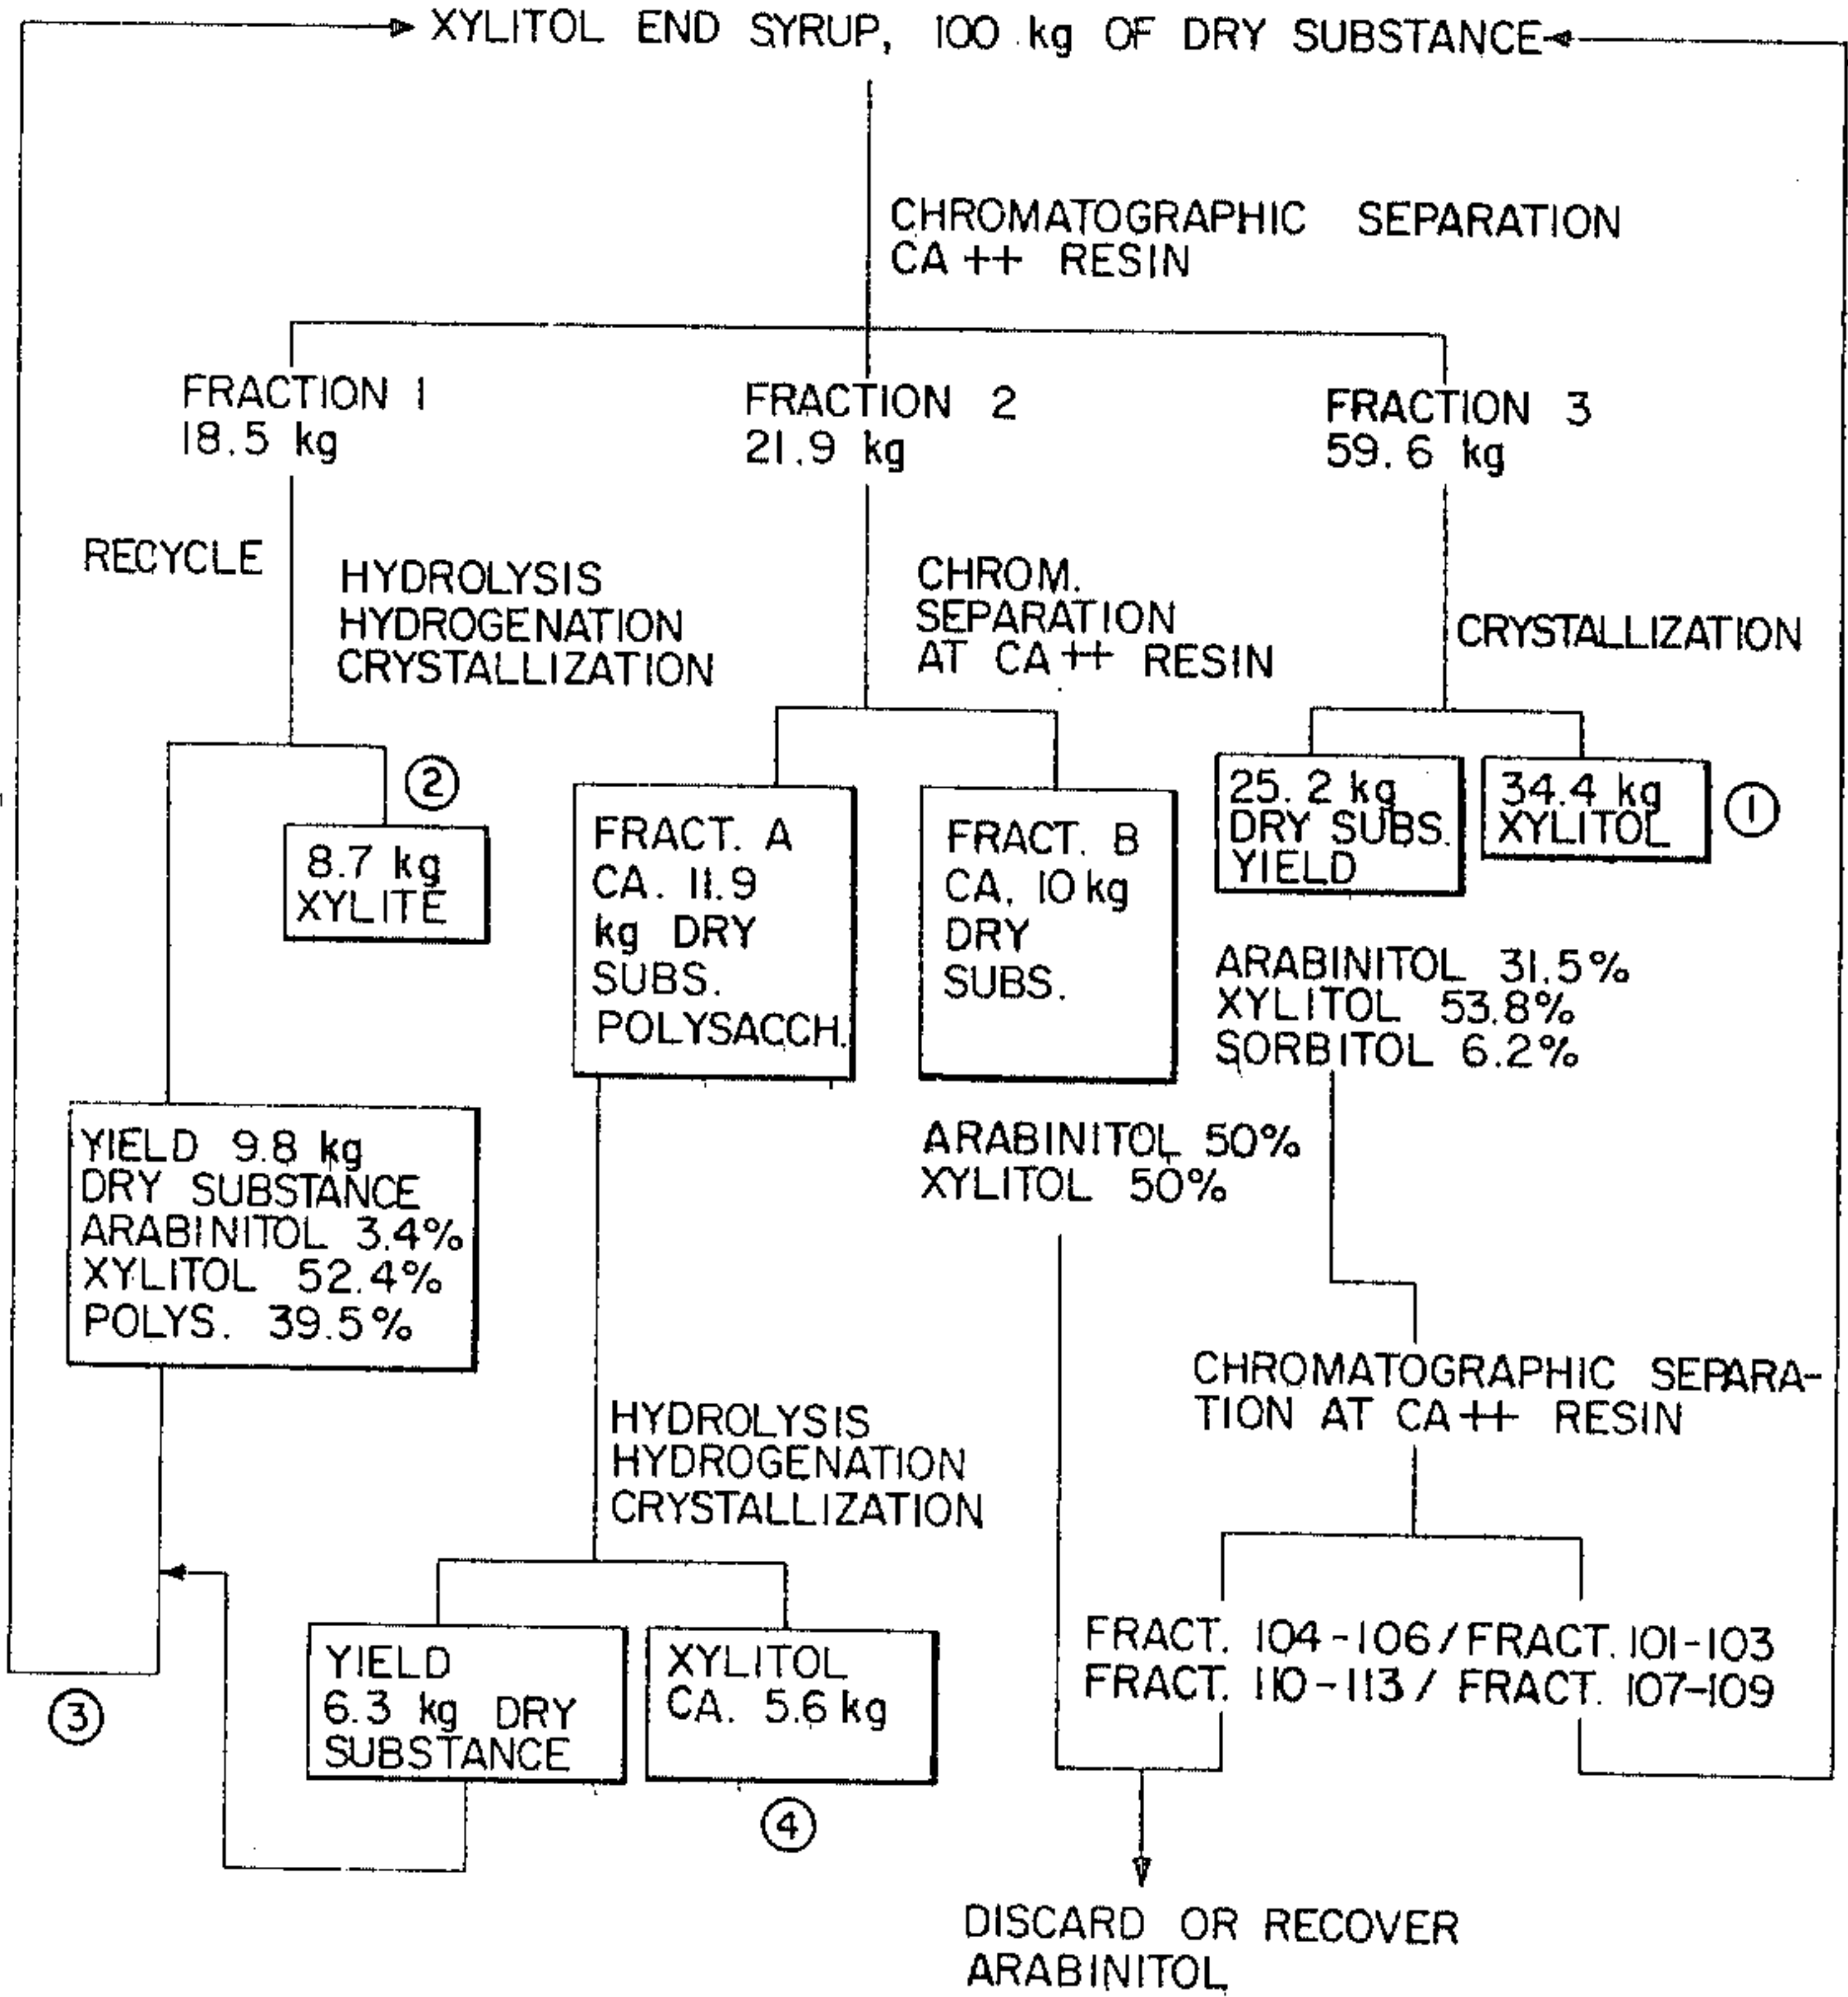 XYLITOL END SYRUP, 100 kg OF DRY SUBSTANCE
CHROMATOGRAPHIC SEPARATION
CA ++ RESIN
FRACTION 1
18.5 kg
FRACTION 2
21.9 kg
FRACTION 3
59.6 kg
RECYCLE
HYDROLYSIS
HYDROGENATION
CRYSTALLIZATION
CHROM.
SEPARATION
AT CA ++ RESIN
CRYSTALLIZATION
2
8.7 kg
XYLITE
FRACT. A
CA. 11.9
kg DRY
SUBS.
POLYSACCH.
FRACT. B
CA. 10 kg
DRY
SUBS.
25.2 kg
DRY SUBS.
YIELD
34.4 kg
XYLITOL
1
ARABINITOL 31.5%
XYLITOL 53.8%
SORBITOL 6.2%
YIELD 9.8 kg
DRY SUBSTANCE
ARABINITOL 3.4%
XYLITOL 52.4%
POLYS. 39.5%
ARABINITOL 50%
XYLITOL 50%
CHROMATOGRAPHIC SEPARA-
TION AT CA ++ RESIN
HYDROLYSIS
HYDROGENATION
CRYSTALLIZATION
FRACT. 104-106 / FRACT. 101-103
FRACT. 110-113 / FRACT. 107-109
YIELD
6.3 kg DRY
SUBSTANCE
XYLITOL
CA. 5.6 kg
3
4
DISCARD OR RECOVER
ARABINITOL